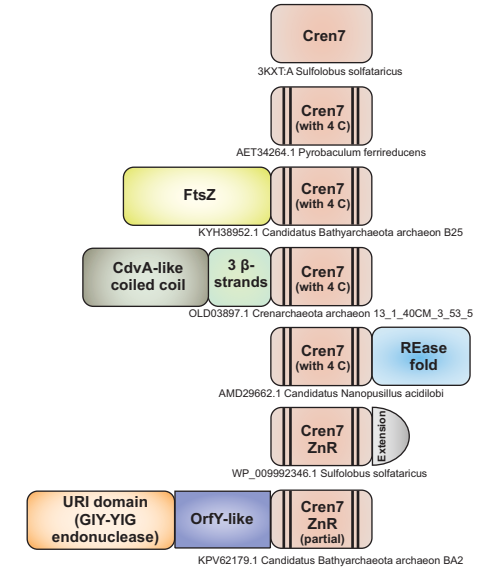 Cren7
3KXT:A Sulfolobus solfataricus
Cren7
(with 4 C)
AET34264.1 Pyrobaculum ferrireducens
FtsZ
Cren7
(with 4 C)
KYH38952.1 Candidatus Bathyarchaeota archaeon B25
CdvA-like
coiled coil
3 β-
strands
Cren7
(with 4 C)
OLD03897.1 Crenarchaeota archaeon 13_1_40CM_3_53_5
Cren7
(with 4 C)
REase
fold
AMD29662.1 Candidatus Nanopusillus acidilobi
Cren7
ZnR
Extension
WP_009992346.1 Sulfolobus solfataricus
URI domain
(GIY-YIG
endonuclease)
OrfY-like
Cren7
ZnR
(partial)
KPV62179.1 Candidatus Bathyarchaeota archaeon BA2